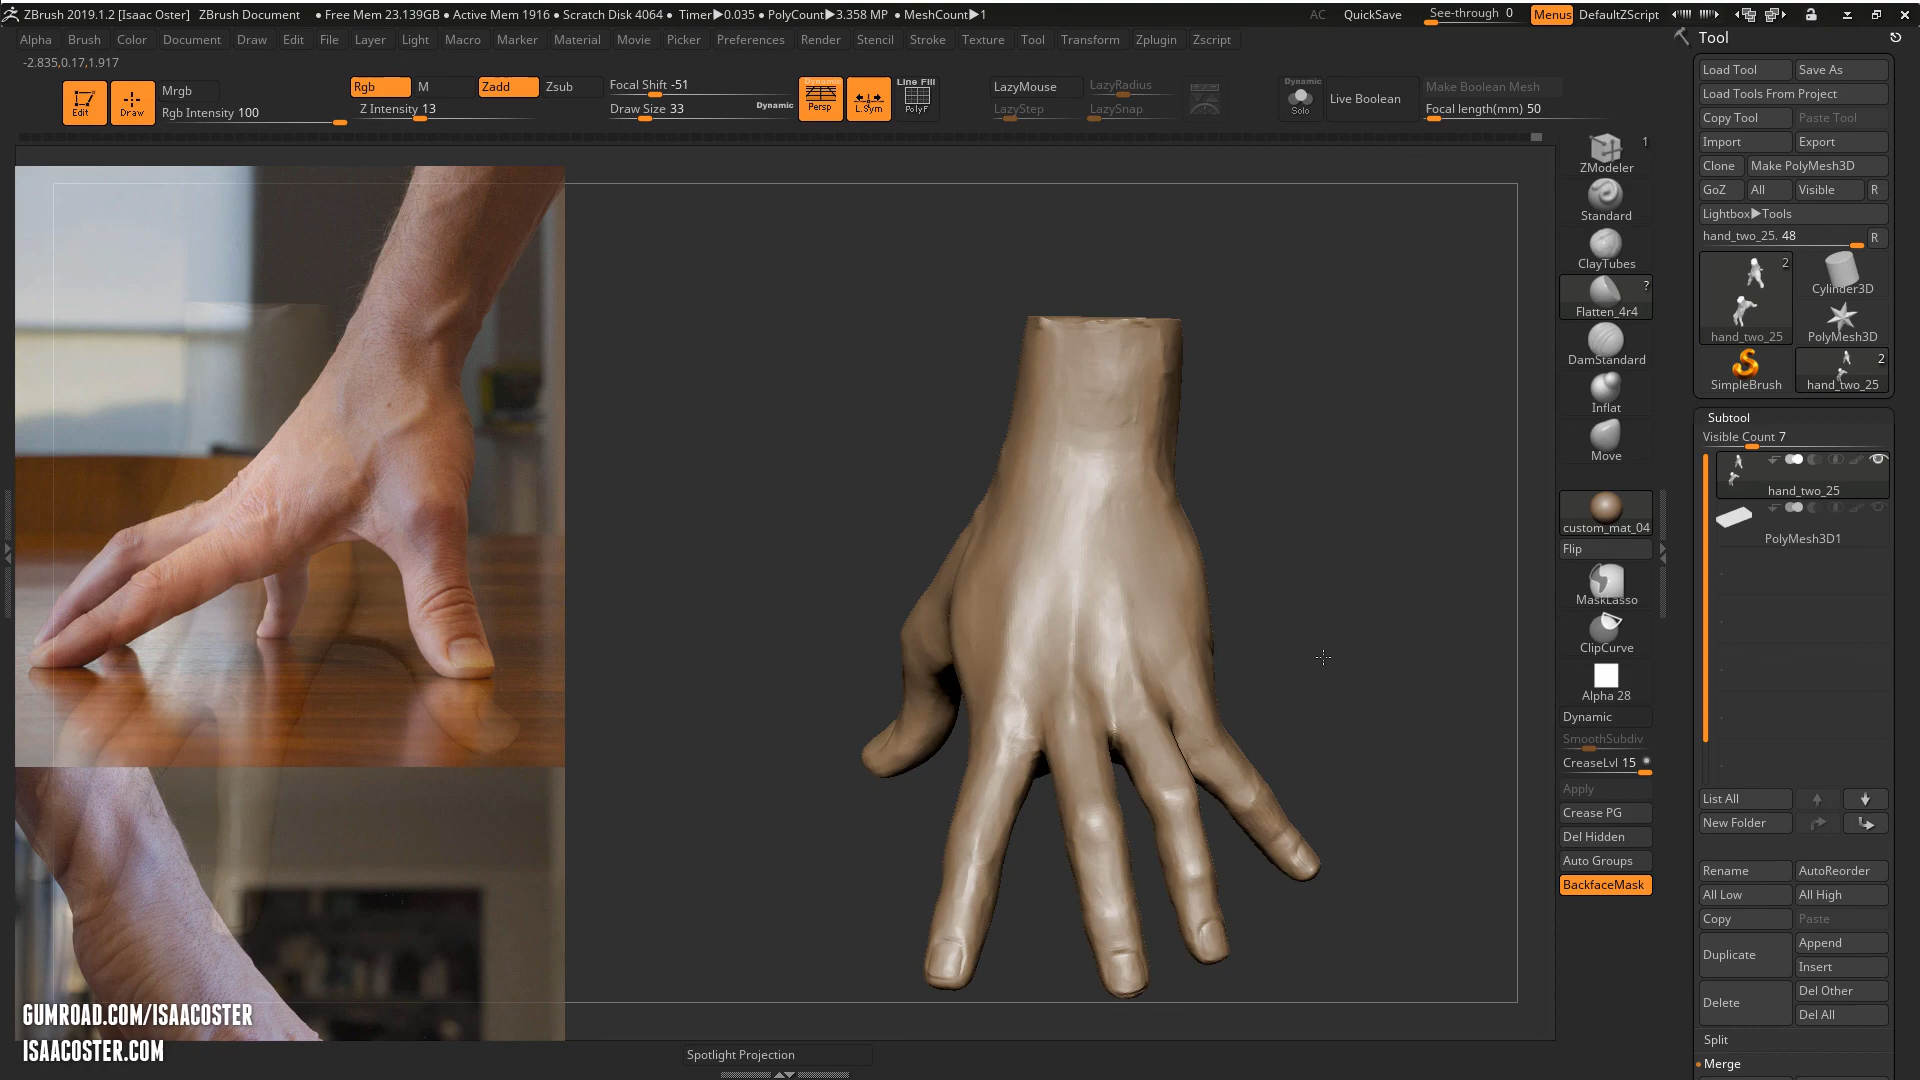 ZBrush 2019.1.2 [Isaac Oster] ZBrush Document • Free Mem 23.139GB • Active Mem 1916 • Scratch Disk 4064 • Timer▶0.035 • PolyCount▶3.358 MP • MeshCount▶1 AC QuickSave See-through 0 Menus DefaultZScript
Alpha Brush Color Document Draw Edit File Layer Light Macro Marker Material Movie Picker Preferences Render Stencil Stroke Texture Tool Transform Zplugin Zscript
-2.835,0.17,1.917
Edit
Draw
Mrgb
Rgb Intensity 100
Rgb
M
Z Intensity 13
Zadd
Zsub
Focal Shift -51
Draw Size 33
Dynamic
Dynamic
Persp
L.Sym
Line Fill
PolyF
LazyMouse
LazyRadius
LazyStep
LazySnap
Dynamic
Solo
Live Boolean
Make Boolean Mesh
Focal length(mm) 50
GUMROAD.COM/ISAACOSTER
ISAACOSTER.COM
Spotlight Projection
1
ZModeler
Standard
ClayTubes
?
Flatten_4r4
DamStandard
Inflat
Move
custom_mat_04
Flip
MaskLasso
ClipCurve
Alpha 28
Dynamic
SmoothSubdiv
CreaseLvl 15
Apply
Crease PG
Del Hidden
Auto Groups
BackfaceMask
Tool
Load Tool Save As
Load Tools From Project
Copy Tool Paste Tool
Import Export
Clone Make PolyMesh3D
GoZ All Visible R
Lightbox▶Tools
hand_two_25. 48 R
2
hand_two_25
Cylinder3D
PolyMesh3D
SimpleBrush
2
hand_two_25
Subtool
Visible Count 7
hand_two_25
PolyMesh3D1
List All
New Folder
Rename AutoReorder
All Low All High
Copy Paste
Duplicate
Append
Insert
Delete
Del Other
Del All
Split
Merge